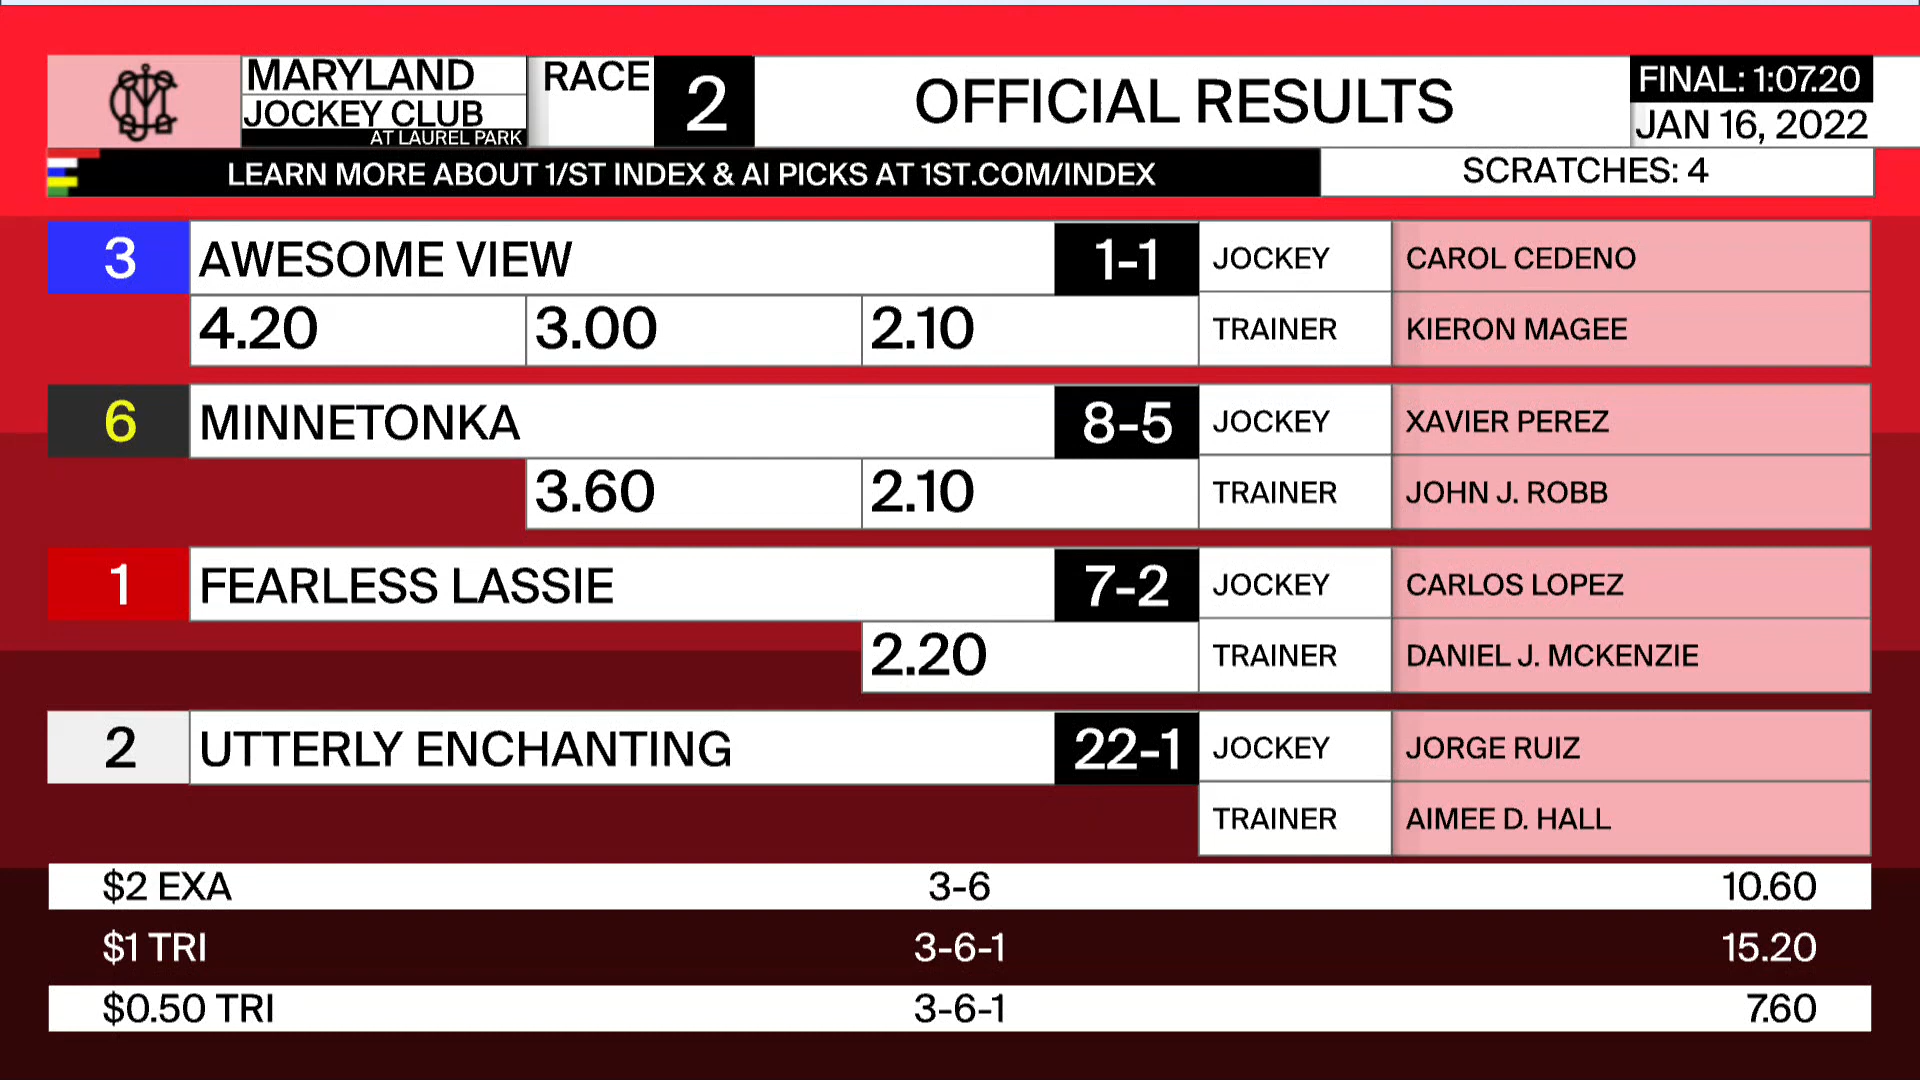 MARYLAND
JOCKEY CLUB
AT LAUREL PARK
RACE 2
OFFICIAL RESULTS
FINAL: 1:07.20
JAN 16, 2022
LEARN MORE ABOUT 1/ST INDEX & AI PICKS AT 1ST.COM/INDEX
SCRATCHES: 4
3 AWESOME VIEW 1-1 JOCKEY CAROL CEDENO
4.20 3.00 2.10 TRAINER KIERON MAGEE
6 MINNETONKA 8-5 JOCKEY XAVIER PEREZ
3.60 2.10 TRAINER JOHN J. ROBB
1 FEARLESS LASSIE 7-2 JOCKEY CARLOS LOPEZ
2.20 TRAINER DANIEL J. MCKENZIE
2 UTTERLY ENCHANTING 22-1 JOCKEY JORGE RUIZ
TRAINER AIMEE D. HALL
$2 EXA 3-6 10.60
$1 TRI 3-6-1 15.20
$0.50 TRI 3-6-1 7.60